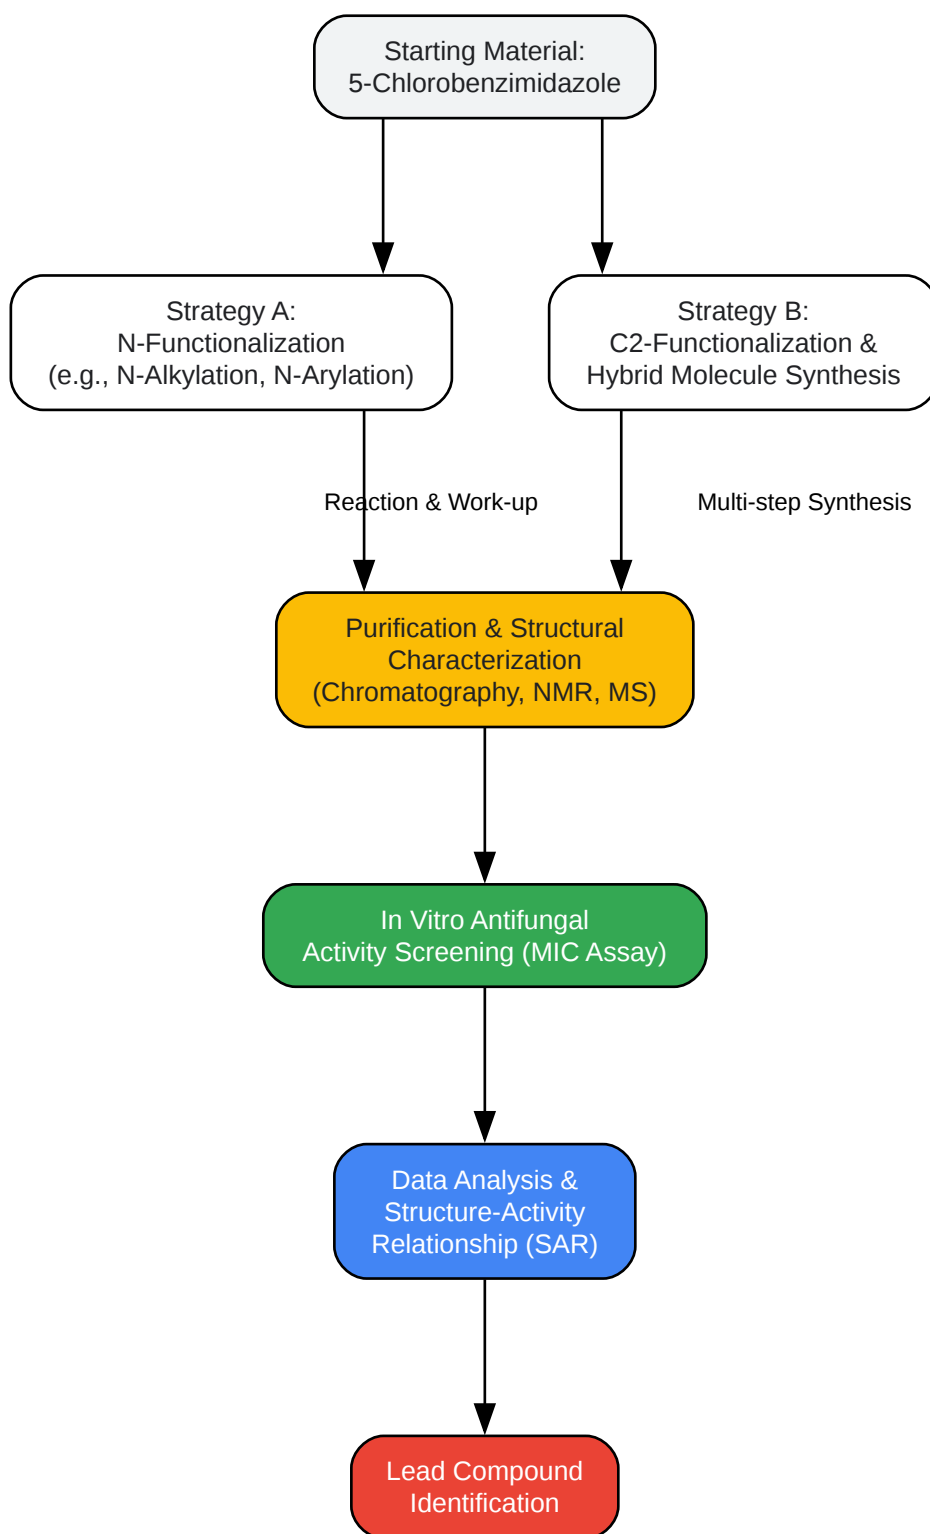 Starting Material:
5-Chlorobenzimidazole
Strategy A:
N-Functionalization
(e.g., N-Alkylation, N-Arylation)
Strategy B:
C2-Functionalization &
Hybrid Molecule Synthesis
Reaction & Work-up
Multi-step Synthesis
Purification & Structural
Characterization
(Chromatography, NMR, MS)
In Vitro Antifungal
Activity Screening (MIC Assay)
Data Analysis &
Structure-Activity
Relationship (SAR)
Lead Compound
Identification